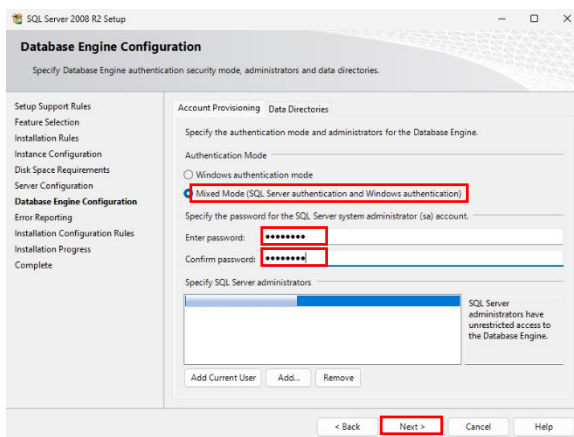 SQL Server 2008 R2 Setup
Database Engine Configuration
Specify Database Engine authentication security mode, administrators and data directories.
Setup Support Rules
Feature Selection
Installation Rules
Instance Configuration
Disk Space Requirements
Server Configuration
Database Engine Configuration
Error Reporting
Installation Configuration Rules
Installation Progress
Complete
Account Provisioning Data Directories
Specify the authentication mode and administrators for the Database Engine.
Authentication Mode
Windows authentication mode
Mixed Mode (SQL Server authentication and Windows authentication)
Specify the password for the SQL Server system administrator (sa) account.
Enter password: ●●●●●●●●
Confirm password: ●●●●●●●●
Specify SQL Server administrators
SQL Server
administrators have
unrestricted access to
the Database Engine.
Add Current User Add... Remove
< Back Next > Cancel Help